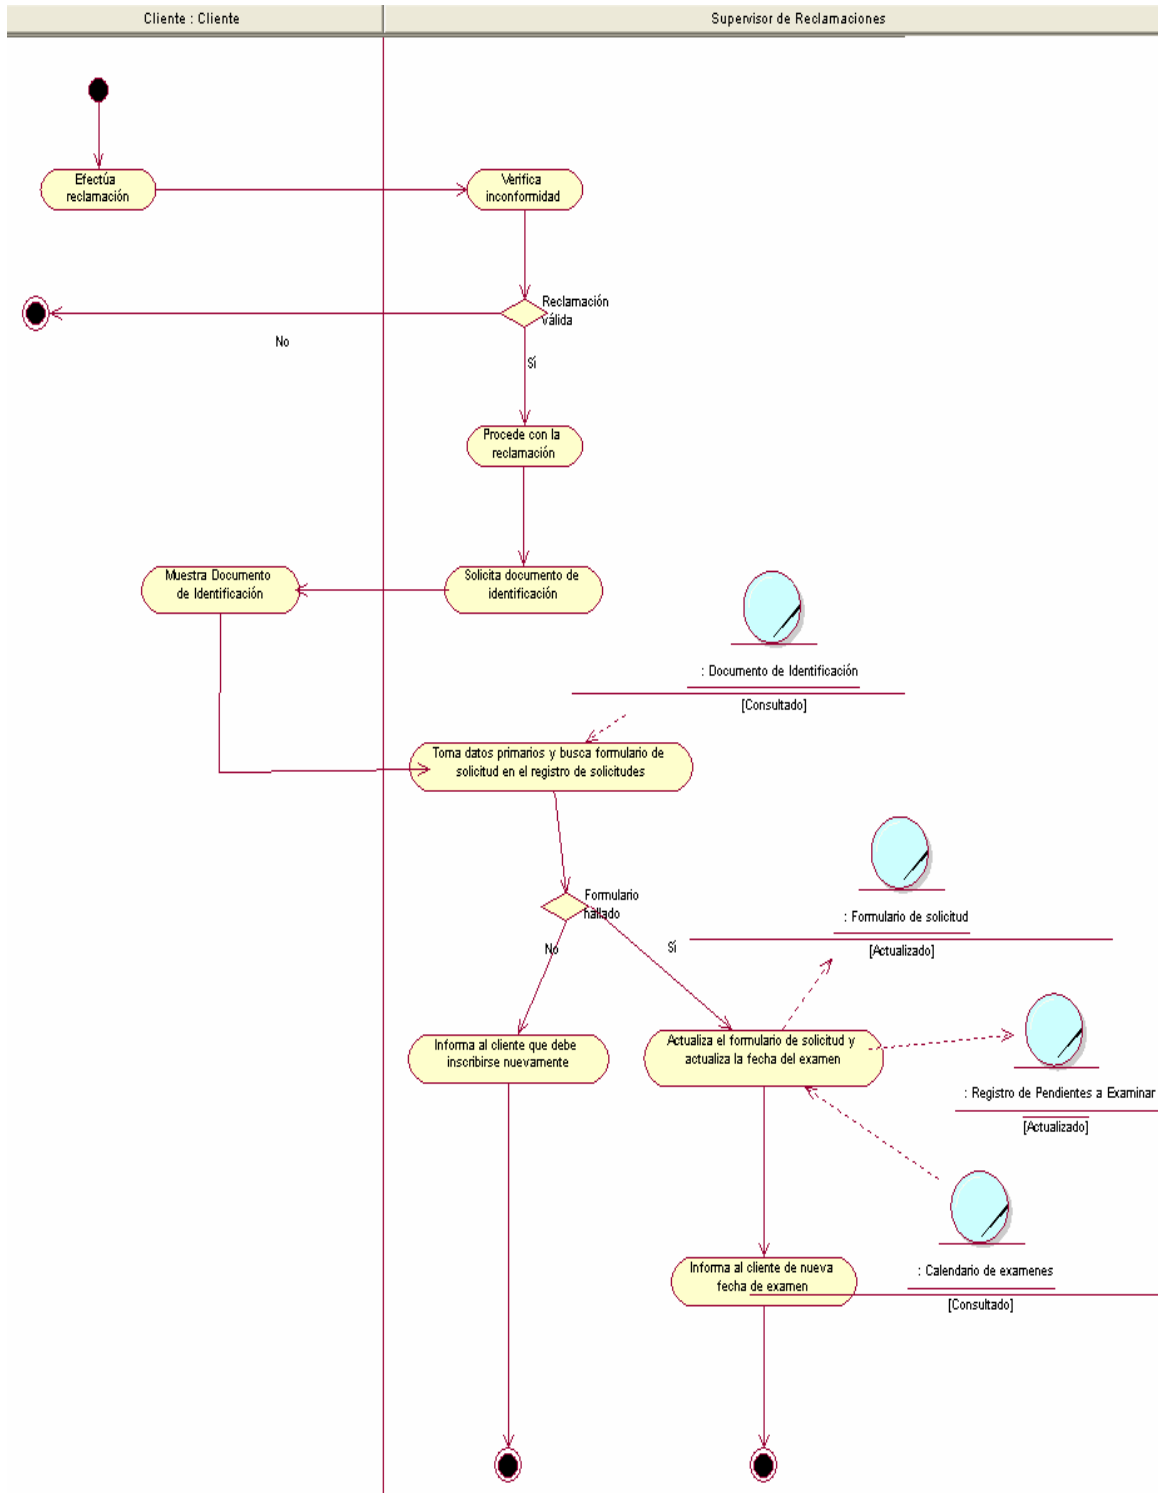 Cliente : Cliente
Supervisor de Reclamaciones
Efectúa
reclamación
Verifica
inconformidad
Reclamación
válida
No
Sí
Procede con la
reclamación
Muestra Documento
de Identificación
Solicita documento de
identificación
: Documento de Identificación
[Consultado]
Toma datos primarios y busca formulario de
solicitud en el registro de solicitudes
Formulario
hallado
: Formulario de solicitud
[Actualizado]
No
Sí
Informa al cliente que debe
inscribirse nuevamente
Actualiza el formulario de solicitud y
actualiza la fecha del examen
: Registro de Pendientes a Examinar
[Actualizado]
Informa al cliente de nueva
fecha de examen
: Calendario de examenes
[Consultado]